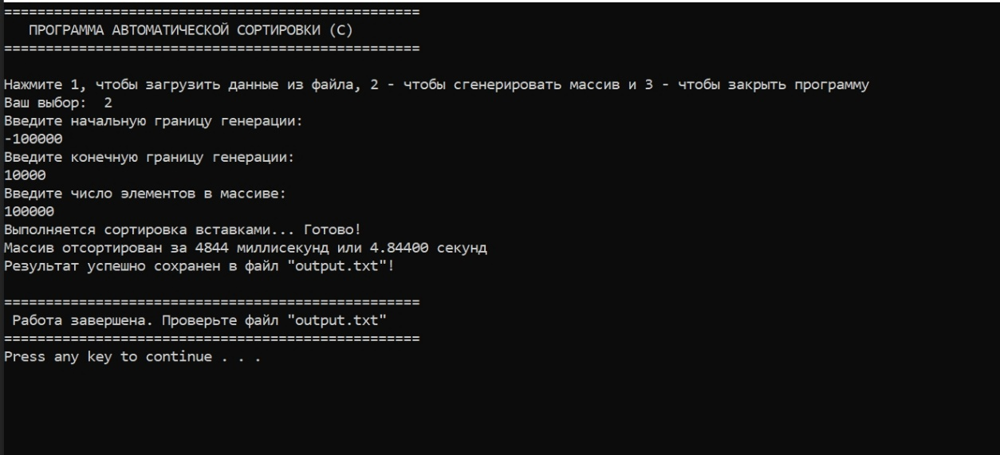 ==================================================
ПРОГРАММА АВТОМАТИЧЕСКОЙ СОРТИРОВКИ (C)
==================================================
Нажмите 1, чтобы загрузить данные из файла, 2 - чтобы сгенерировать массив и 3 - чтобы закрыть программу
Ваш выбор:  2
Введите начальную границу генерации:
-100000
Введите конечную границу генерации:
10000
Введите число элементов в массиве:
100000
Выполняется сортировка вставками... Готово!
Массив отсортирован за 4844 миллисекунд или 4.84400 секунд
Результат успешно сохранен в файл "output.txt"!
==================================================
Работа завершена. Проверьте файл "output.txt"
==================================================
Press any key to continue . . .